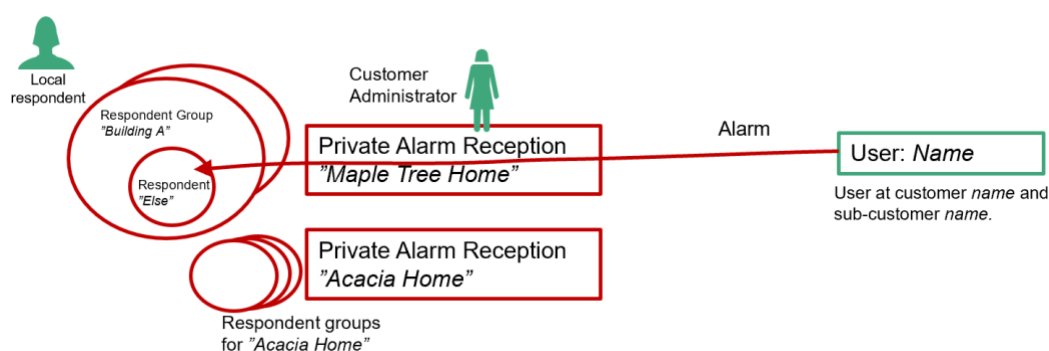 Local
respondent
Respondent Group
"Building A"
Respondent
"Else"
Customer
Administrator
Private Alarm Reception
"Maple Tree Home"
Alarm
User: Name
User at customer name and
sub-customer name.
Private Alarm Reception
"Acacia Home"
Respondent groups
for "Acacia Home"